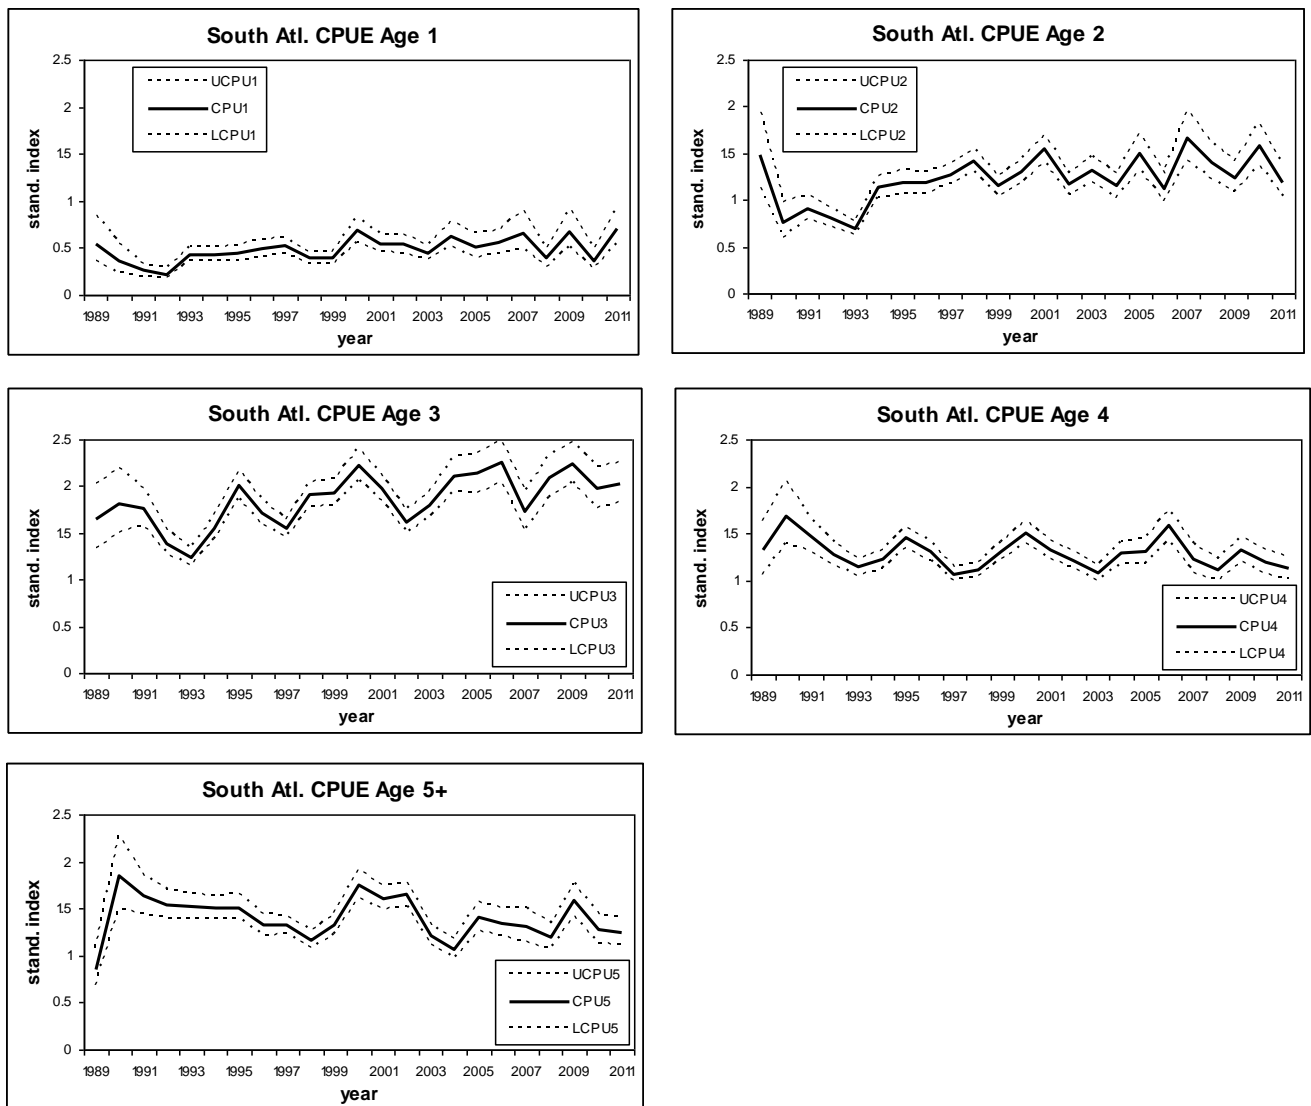 South Atl. CPUE Age 1
2.5
2
1.5
1
0.5
0
stand. index
UCPU1
CPU1
LCPU1
1989 1991 1993 1995 1997 1999 2001 2003 2005 2007 2009 2011
year
South Atl. CPUE Age 2
2.5
2
1.5
1
0.5
0
stand. index
UCPU2
CPU2
LCPU2
1989 1991 1993 1995 1997 1999 2001 2003 2005 2007 2009 2011
year
South Atl. CPUE Age 3
2.5
2
1.5
1
0.5
0
stand. index
UCPU3
CPU3
LCPU3
1989 1991 1993 1995 1997 1999 2001 2003 2005 2007 2009 2011
year
South Atl. CPUE Age 4
2.5
2
1.5
1
0.5
0
stand. index
UCPU4
CPU4
LCPU4
1989 1991 1993 1995 1997 1999 2001 2003 2005 2007 2009 2011
year
South Atl. CPUE Age 5+
2.5
2
1.5
1
0.5
0
stand. index
UCPU5
CPU5
LCPU5
1989 1991 1993 1995 1997 1999 2001 2003 2005 2007 2009 2011
year